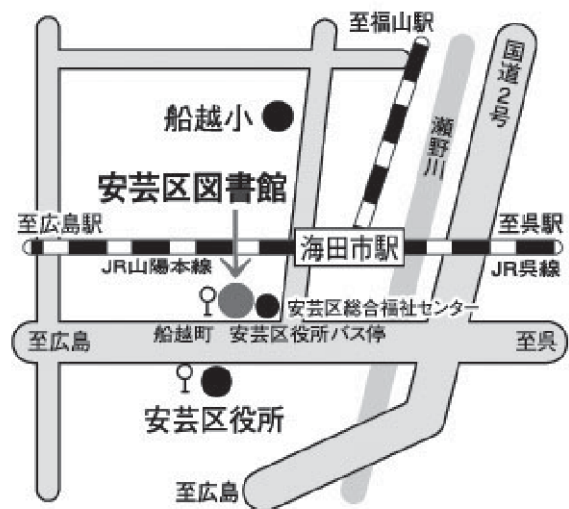 至福山駅
国道2号
船越小
瀬野川
安芸区図書館
至広島駅
至呉駅
海田市駅
JR山陽本線
JR呉線
安芸区総合福祉センター
船越町 安芸区役所バス停
至広島
至呉
安芸区役所
至広島